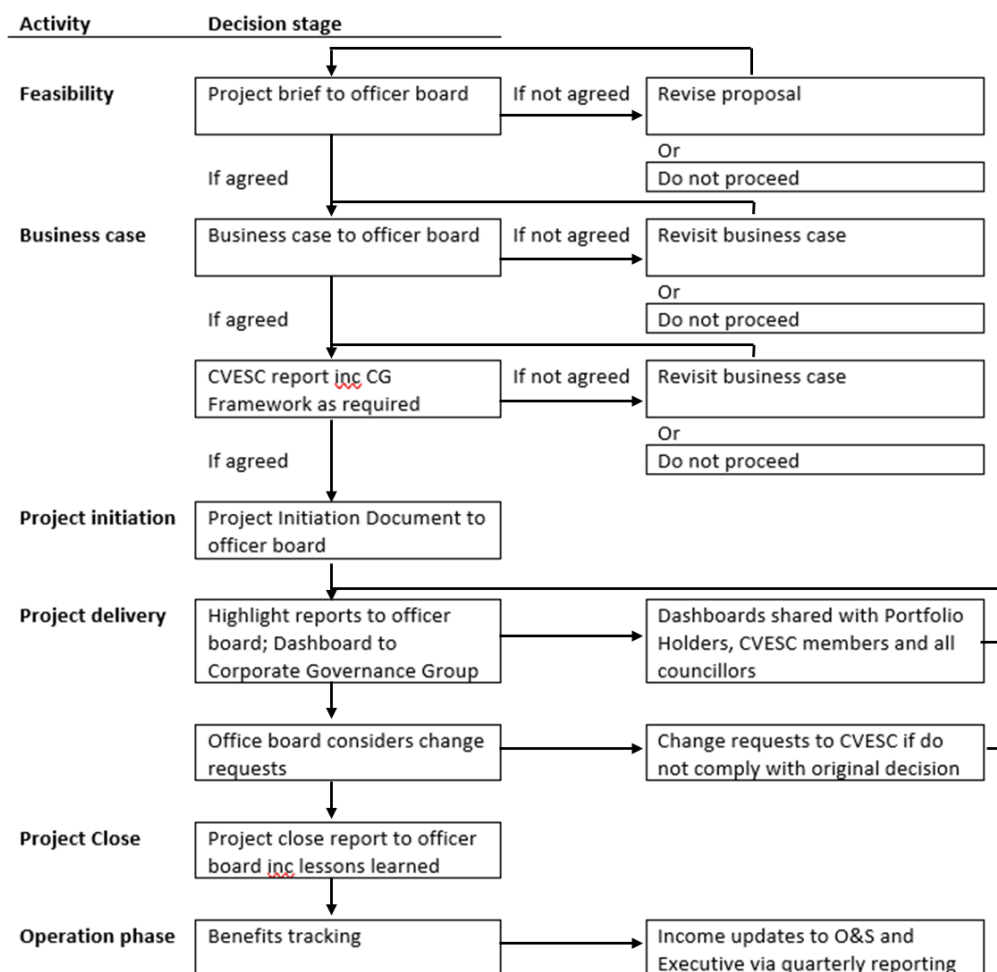 Activity
Decision stage
Feasibility
Project brief to officer board
If not agreed
Revise proposal
Or
If agreed
Do not proceed
Business case
Business case to officer board
If not agreed
Revisit business case
Or
If agreed
Do not proceed
CVESC report inc CG
Framework as required
If not agreed
Revisit business case
Or
If agreed
Do not proceed
Project initiation
Project Initiation Document to
officer board
Project delivery
Highlight reports to officer
board; Dashboard to
Corporate Governance Group
Dashboards shared with Portfolio
Holders, CVESC members and all
councillors
Office board considers change
requests
Change requests to CVESC if do
not comply with original decision
Project Close
Project close report to officer
board inc lessons learned
Operation phase
Benefits tracking
Income updates to O&S and
Executive via quarterly reporting